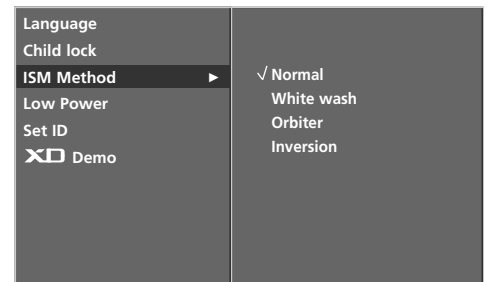 Language
Child lock
ISM Method ►
Low Power
Set ID
XD Demo
√ Normal
White wash
Orbiter
Inversion